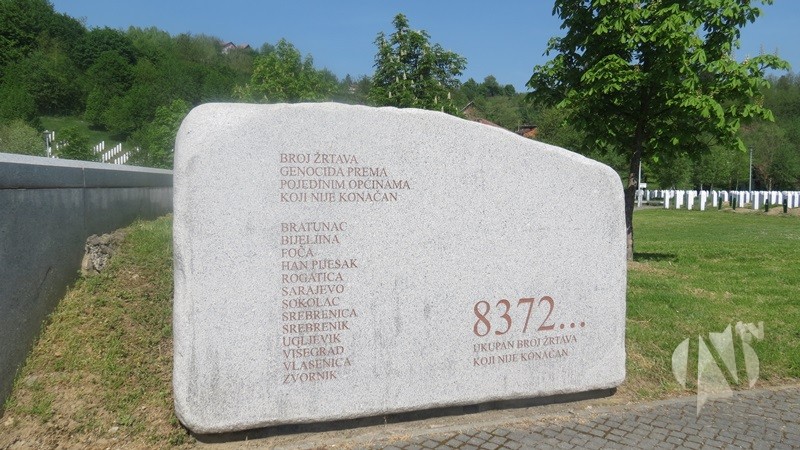 BROJ ŽRTAVA
GENOCIDA PREMA
POJEDINIM OPĆINAMA
KOJI NIJE KONAČAN
BRATUNAC
BIJELJINA
FOČA
HAN PIJESAK
ROGATICA
SARAJEVO
SOKOLAC
SREBRENICA
SREBRENIK
UGLJEVIK
VIŠEGRAD
VLASENICA
ZVORNIK
8372...
UKUPAN BROJ ŽRTAVA
KOJI NIJE KONAČAN